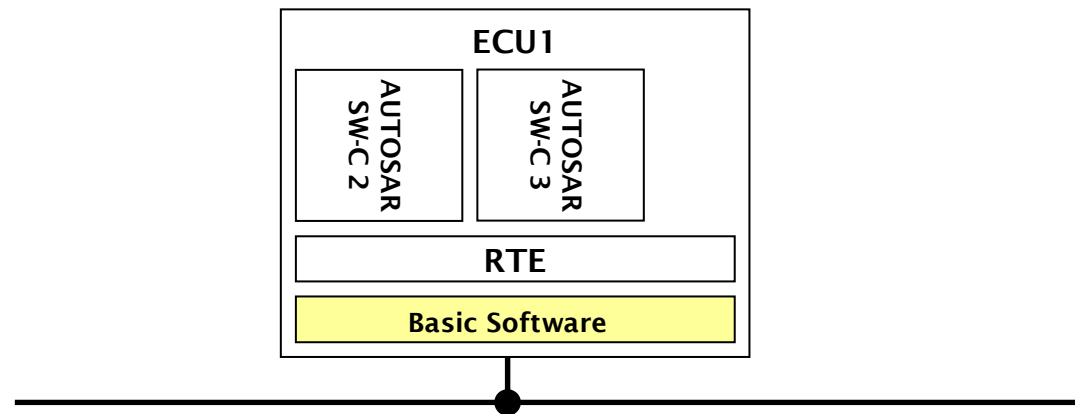 ECU1
AUTOSAR
SW-C 2
AUTOSAR
SW-C 3
RTE
Basic Software